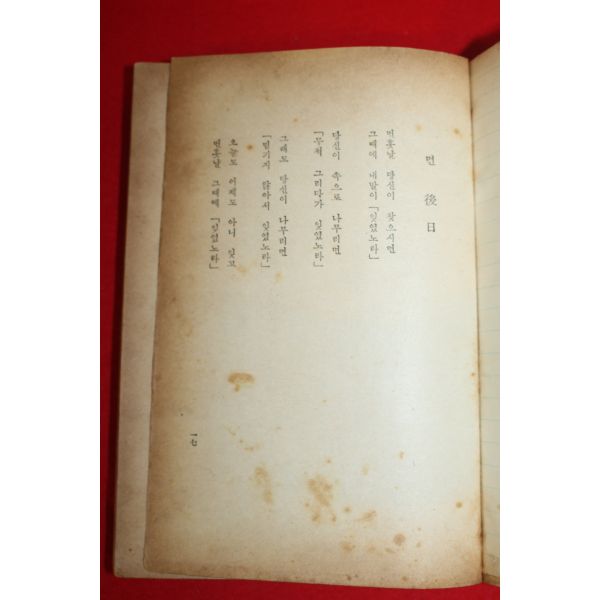 먼 後日
먼훗날 당신이 찾으시면
그때에 내말이 「잊었노라」
당신이 속으로 나무리면
「무척 그리다가 잊었노라」
그래도 당신이 나무리면
「믿기지 않아서 잊었노라」
오늘도 어제도 아니 잊고
먼훗날 그때에 「잊었노라」
一七